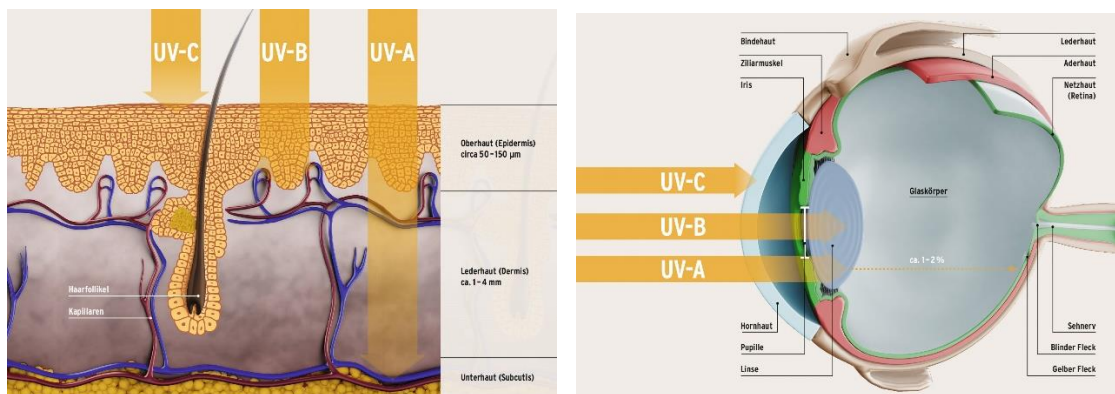 UV-C
UV-B
UV-A
Oberhaut (Epidermis)
circa 50–150 µm
Lederhaut (Dermis)
ca. 1–4 mm
Haarfollikel
Kapillaren
Unterhaut (Subcutis)
Bindehaut
Ziliarmuskel
Iris
Lederhaut
Aderhaut
Netzhaut
(Retina)
UV-C
UV-B
UV-A
Glaskörper
ca. 1–2 %
Hornhaut
Pupille
Linse
Sehnerv
Blinder Fleck
Gelber Fleck